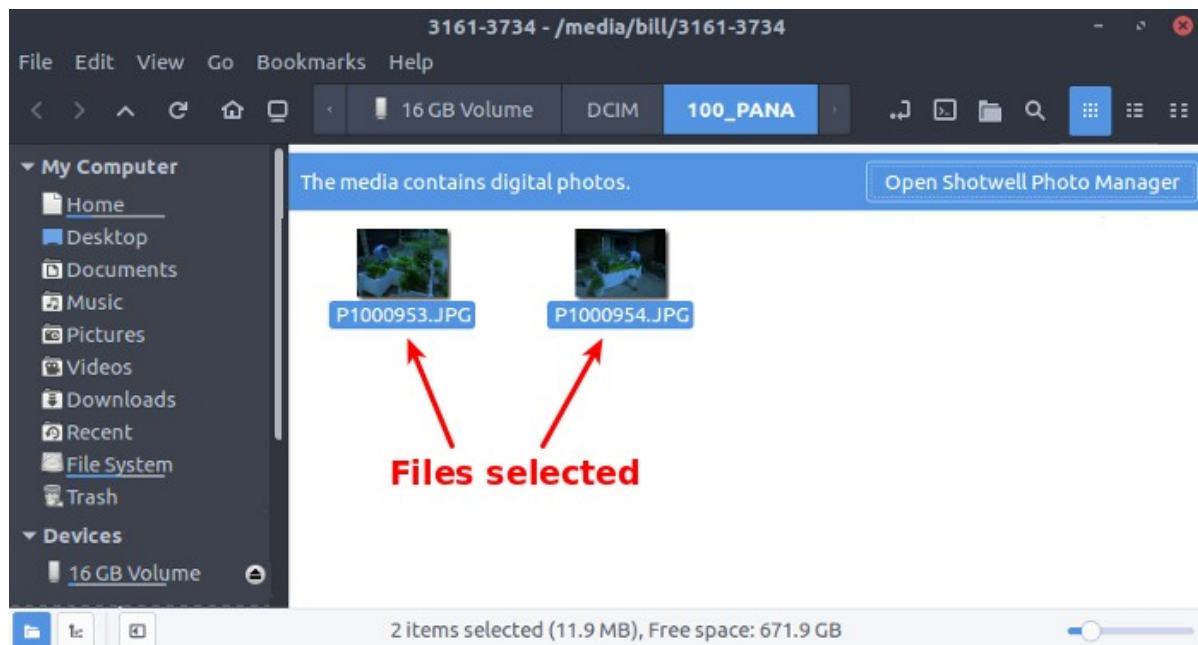 3161-3734 - /media/bill/3161-3734
File Edit View Go Bookmarks Help
16 GB Volume DCIM 100_PANA
My Computer
The media contains digital photos. Open Shotwell Photo Manager
Home
Desktop
Documents
Music
Pictures
Videos
Downloads
Recent
File System
Trash
Devices
16 GB Volume
P1000953.JPG P1000954.JPG
Files selected
2 items selected (11.9 MB), Free space: 671.9 GB